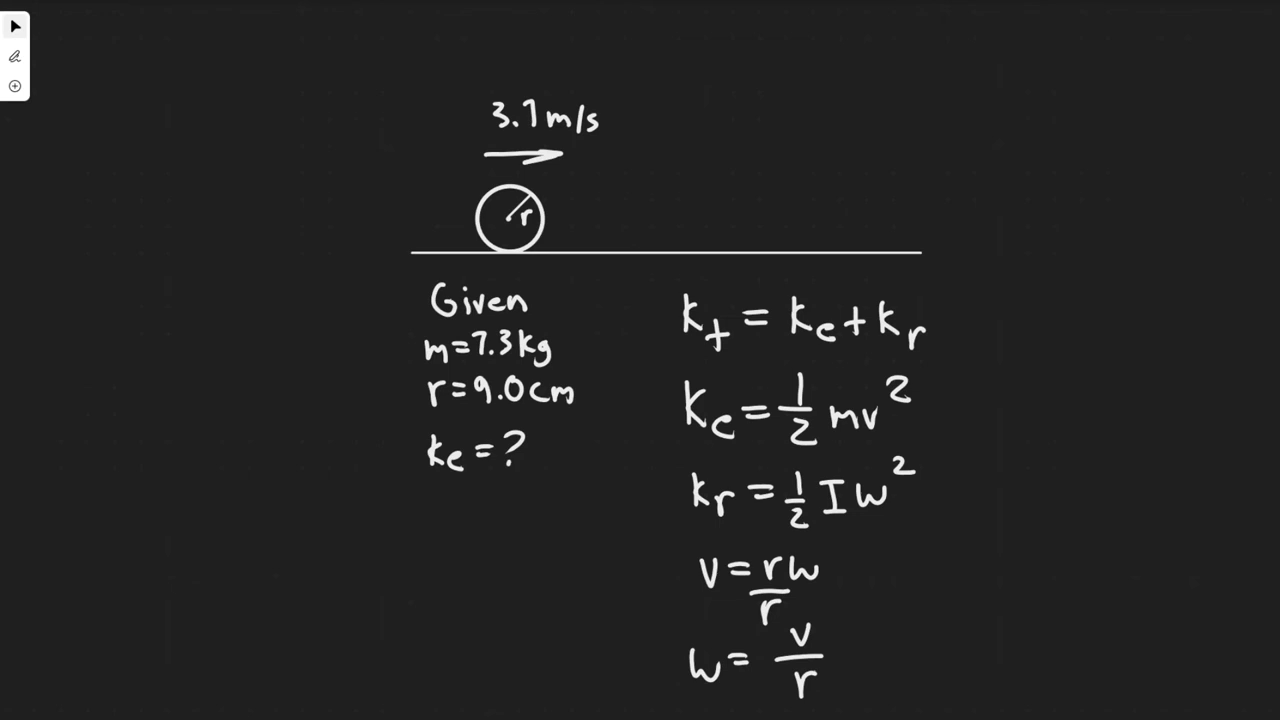 3.7m/s
r
Given
m=7.3kg
r=9.0cm
ke=?
kt=ke+kr
ke=1/2 mv²
kr=1/2 Iw²
v=rw/r
w=v/r